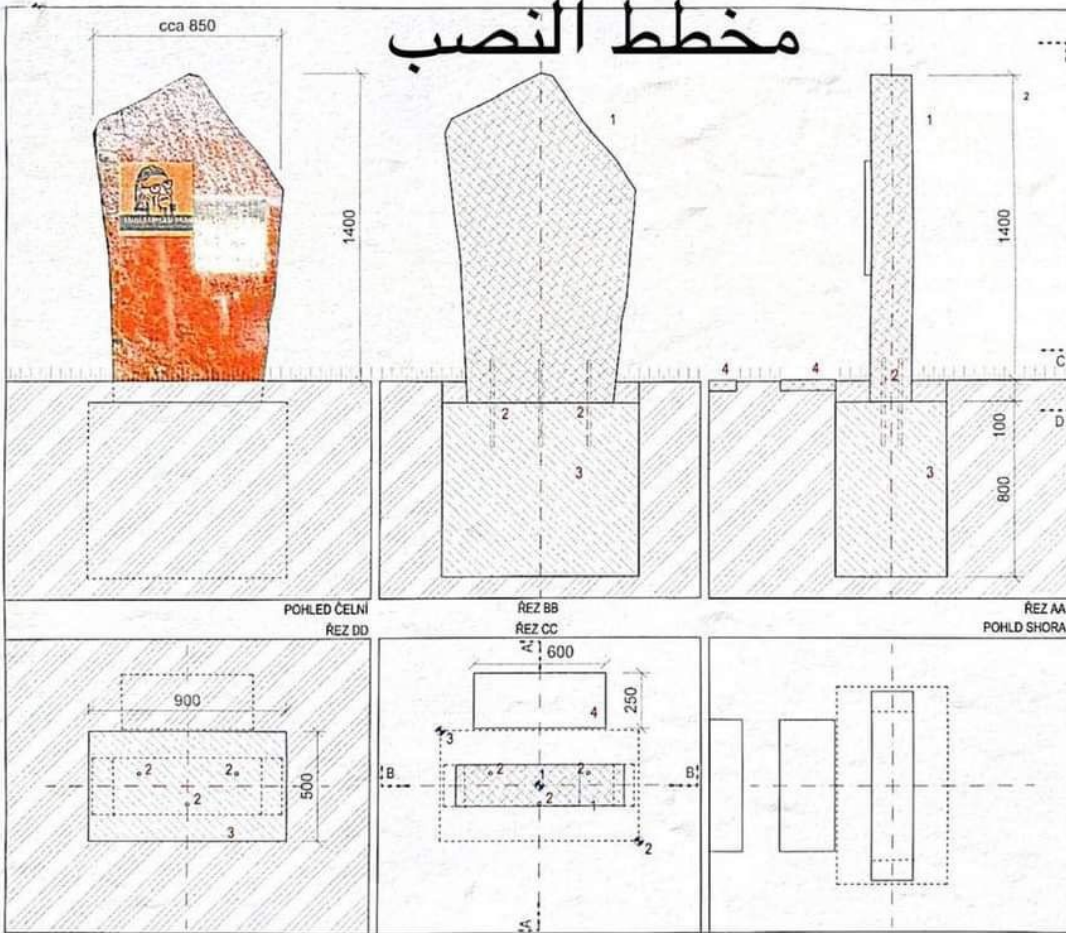 مخطط النصب
cca 850
1400
1
1
2
1400
C
4
4
2
2
2
100
D
3
3
800
POHLED ČELNÍ
ŘEZ BB
ŘEZ AA
ŘEZ DD
ŘEZ CC
POHLD SHORA
A
600
900
250
4
3
2
2
500
B
2
1
2
B
2
2
1
3
2
A